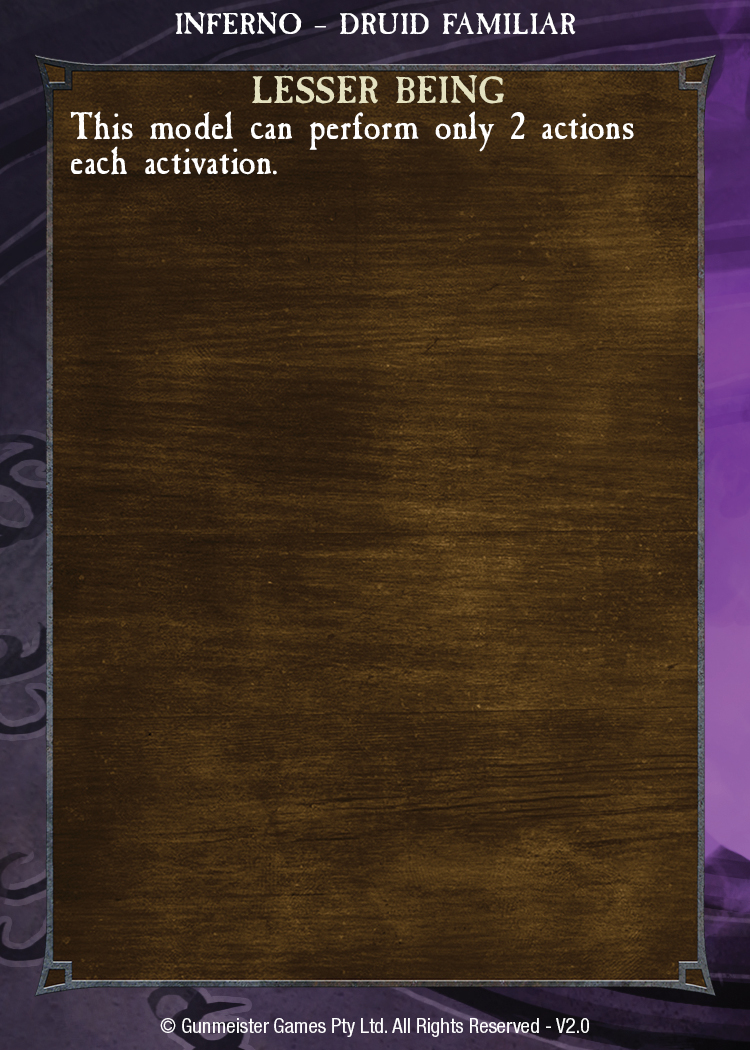 INFERNO – DRUID FAMILIAR
LESSER BEING
This model can perform only 2 actions
each activation.
© Gunmeister Games Pty Ltd. All Rights Reserved - V2.0